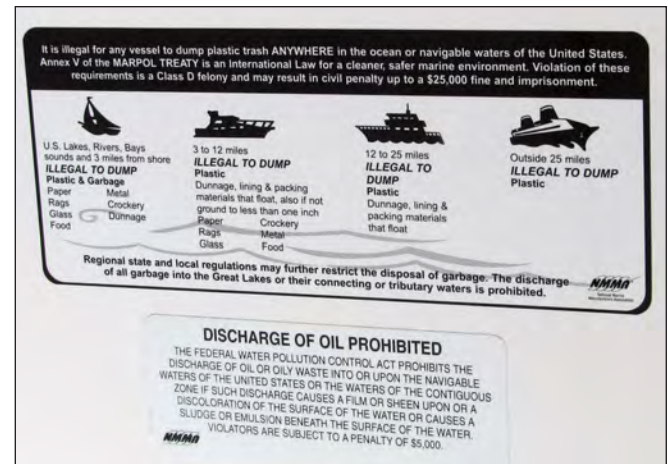 It is illegal for any vessel to dump plastic trash ANYWHERE in the ocean or navigable waters of the United States.
Annex V of the MARPOL TREATY is an International Law for a cleaner, safer marine environment. Violation of these
requirements is a Class D felony and may result in civil penalty up to a $25,000 fine and imprisonment.
U.S. Lakes, Rivers, Bays
sounds and 3 miles from shore
ILLEGAL TO DUMP
Plastic & Garbage
Paper Metal
Rags Crockery
Glass Dunnage
Food
3 to 12 miles
ILLEGAL TO DUMP
Plastic
Dunnage, lining & packing
materials that float, also if not
ground to less than one inch
Paper Crockery
Rags Metal
Glass Food
12 to 25 miles
ILLEGAL TO
DUMP
Plastic
Dunnage, lining &
packing materials
that float
Outside 25 miles
ILLEGAL TO DUMP
Plastic
Regional state and local regulations may further restrict the disposal of garbage. The discharge
of all garbage into the Great Lakes or their connecting or tributary waters is prohibited.
NMMA
National Marine
Manufacturers Association
DISCHARGE OF OIL PROHIBITED
THE FEDERAL WATER POLLUTION CONTROL ACT PROHIBITS THE
DISCHARGE OF OIL OR OILY WASTE INTO OR UPON THE NAVIGABLE
WATERS OF THE UNITED STATES OR THE WATERS OF THE CONTIGUOUS
ZONE IF SUCH DISCHARGE CAUSES A FILM OR SHEEN UPON OR A
DISCOLORATION OF THE SURFACE OF THE WATER OR CAUSES A
SLUDGE OR EMULSION BENEATH THE SURFACE OF THE WATER.
VIOLATORS ARE SUBJECT TO A PENALTY OF $5,000.
NMMA